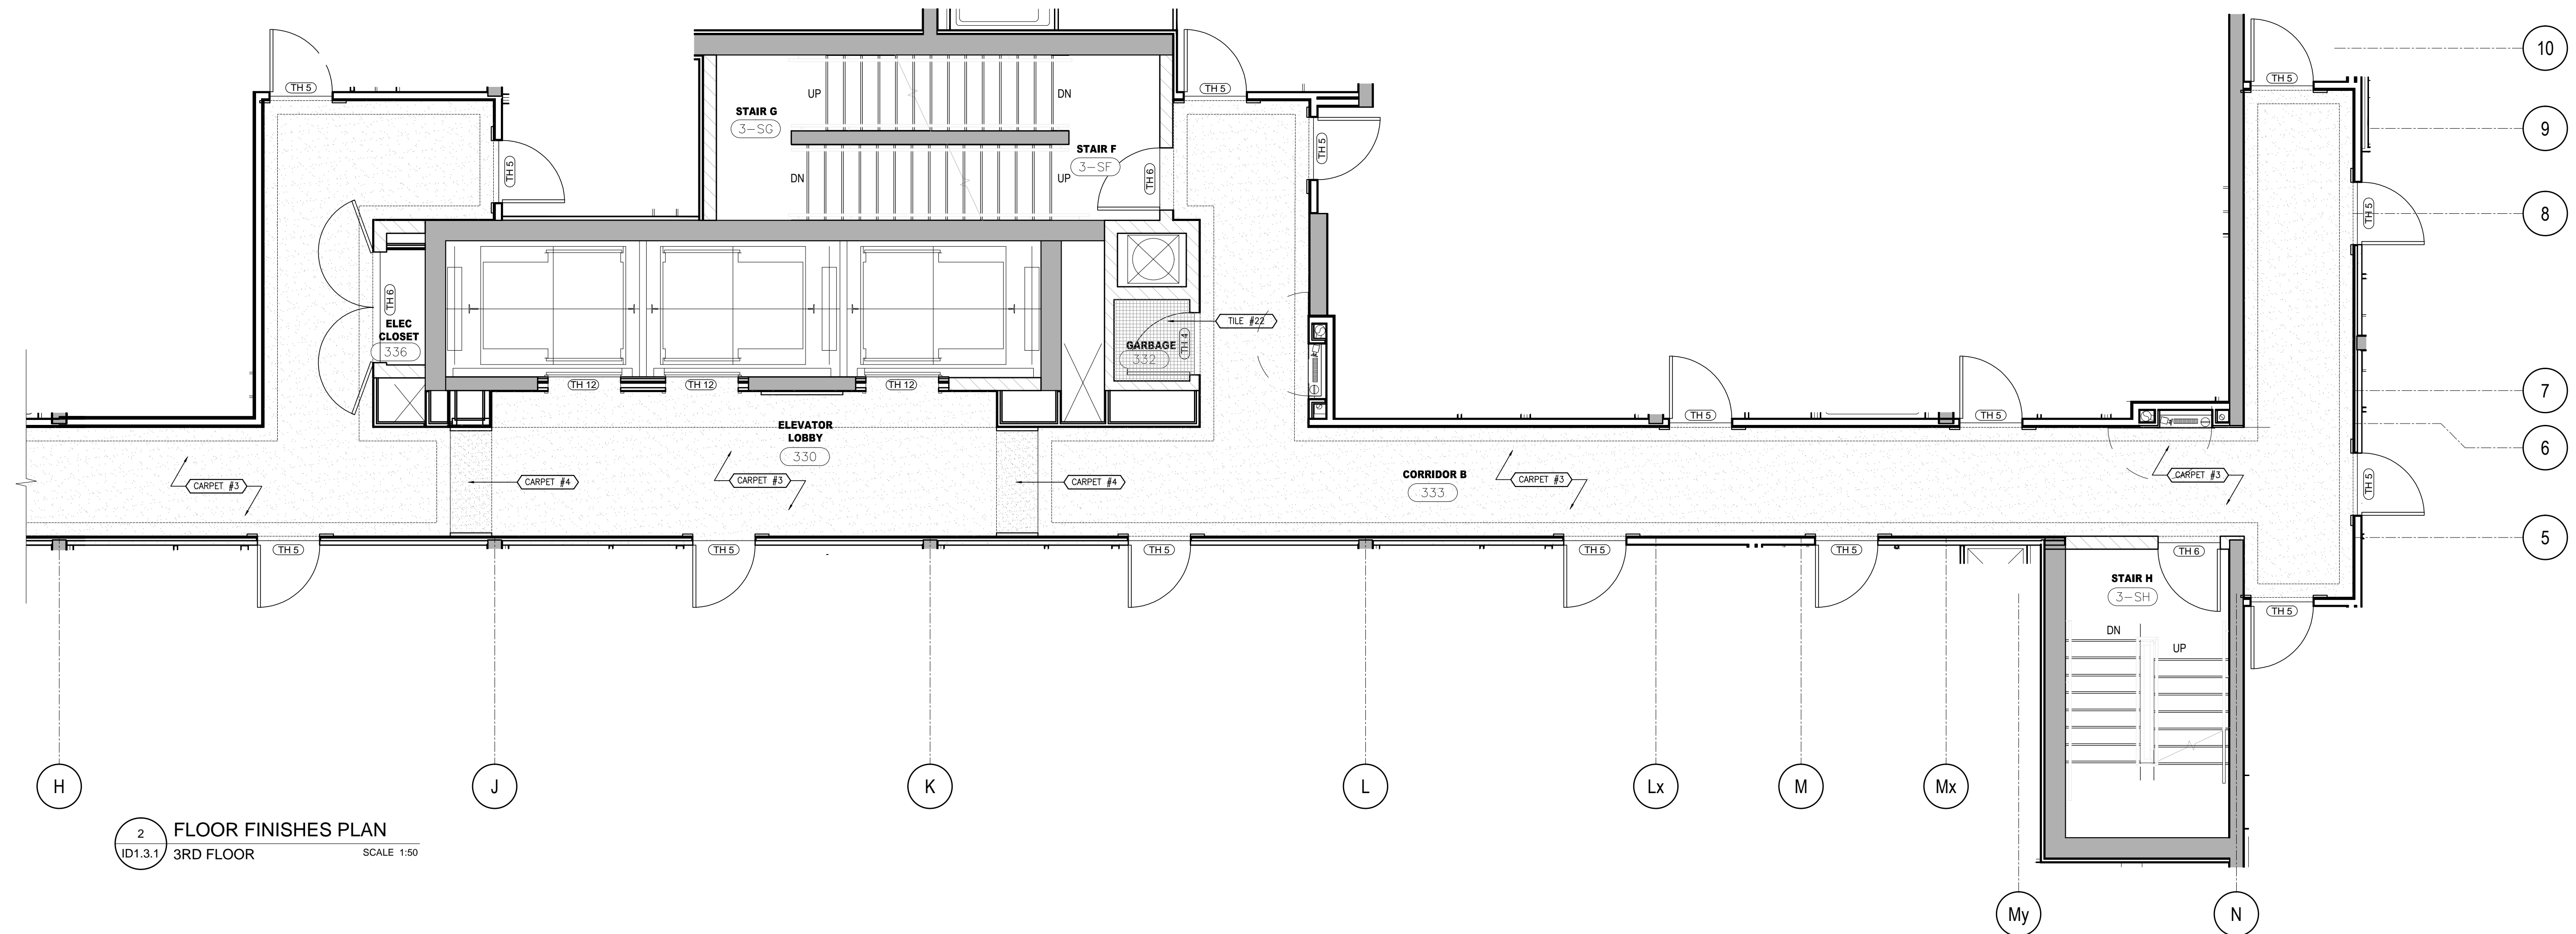 10
TH 5
TH 5
TH 5
UP
DN
STAIR G
3-SG
9
STAIR F
3-SF
TH 5
TH 5
DN
UP
TH 6
8
TH 5
TH 6
ELEC
CLOSET
336
TILE #22
GARBAGE
332
TH 4
TH 12
TH 12
TH 12
7
TH 5
TH 5
ELEVATOR
LOBBY
330
6
CARPET #3
CARPET #4
CARPET #3
CARPET #4
CORRIDOR B
333
CARPET #3
CARPET #3
TH 5
5
TH 5
TH 5
TH 5
TH 5
TH 5
TH 6
STAIR H
3-SH
TH 5
DN
UP
H
J
K
L
Lx
M
Mx
2
FLOOR FINISHES PLAN
ID1.3.1
3RD FLOOR
SCALE 1:50
My
N